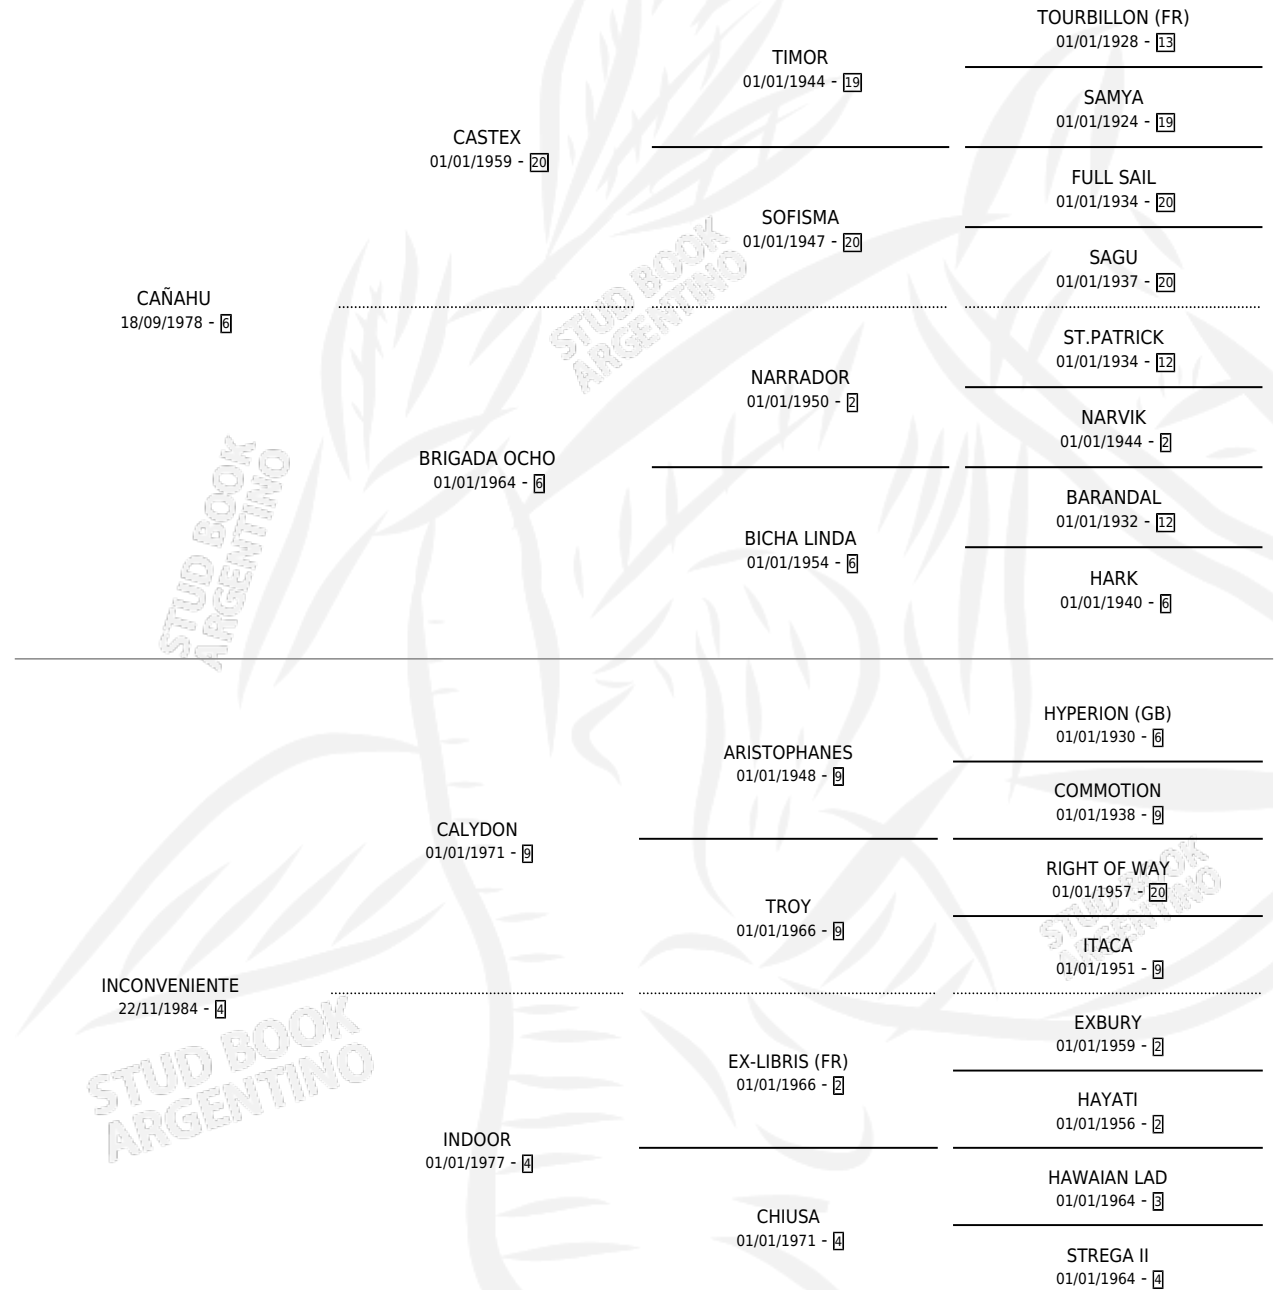 TOURBILLON (FR)
01/01/1928 - 13
TIMOR
01/01/1944 - 19
SAMYA
01/01/1924 - 19
CASTEX
01/01/1959 - 20
FULL SAIL
01/01/1934 - 20
SOFISMA
01/01/1947 - 20
SAGU
01/01/1937 - 20
CAÑAHU
18/09/1978 - 6
ST.PATRICK
01/01/1934 - 12
NARRADOR
01/01/1950 - 2
NARVIK
01/01/1944 - 2
BRIGADA OCHO
01/01/1964 - 6
BARANDAL
01/01/1932 - 12
BICHA LINDA
01/01/1954 - 6
HARK
01/01/1940 - 6
HYPERION (GB)
01/01/1930 - 6
ARISTOPHANES
01/01/1948 - 9
COMMOTION
01/01/1938 - 9
CALYDON
01/01/1971 - 9
RIGHT OF WAY
01/01/1957 - 20
TROY
01/01/1966 - 9
ITACA
01/01/1951 - 9
INCONVENIENTE
22/11/1984 - 4
EXBURY
01/01/1959 - 2
EX-LIBRIS (FR)
01/01/1966 - 2
HAYATI
01/01/1956 - 2
INDOOR
01/01/1977 - 4
HAWAIAN LAD
01/01/1964 - 3
CHIUSA
01/01/1971 - 4
STREGA II
01/01/1964 - 4
STUD BOOK
ARGENTINO
STUD BOOK
ARGENTINO
STUD BOOK
ARGENTINO
STUD BOOK
ARGENTINO